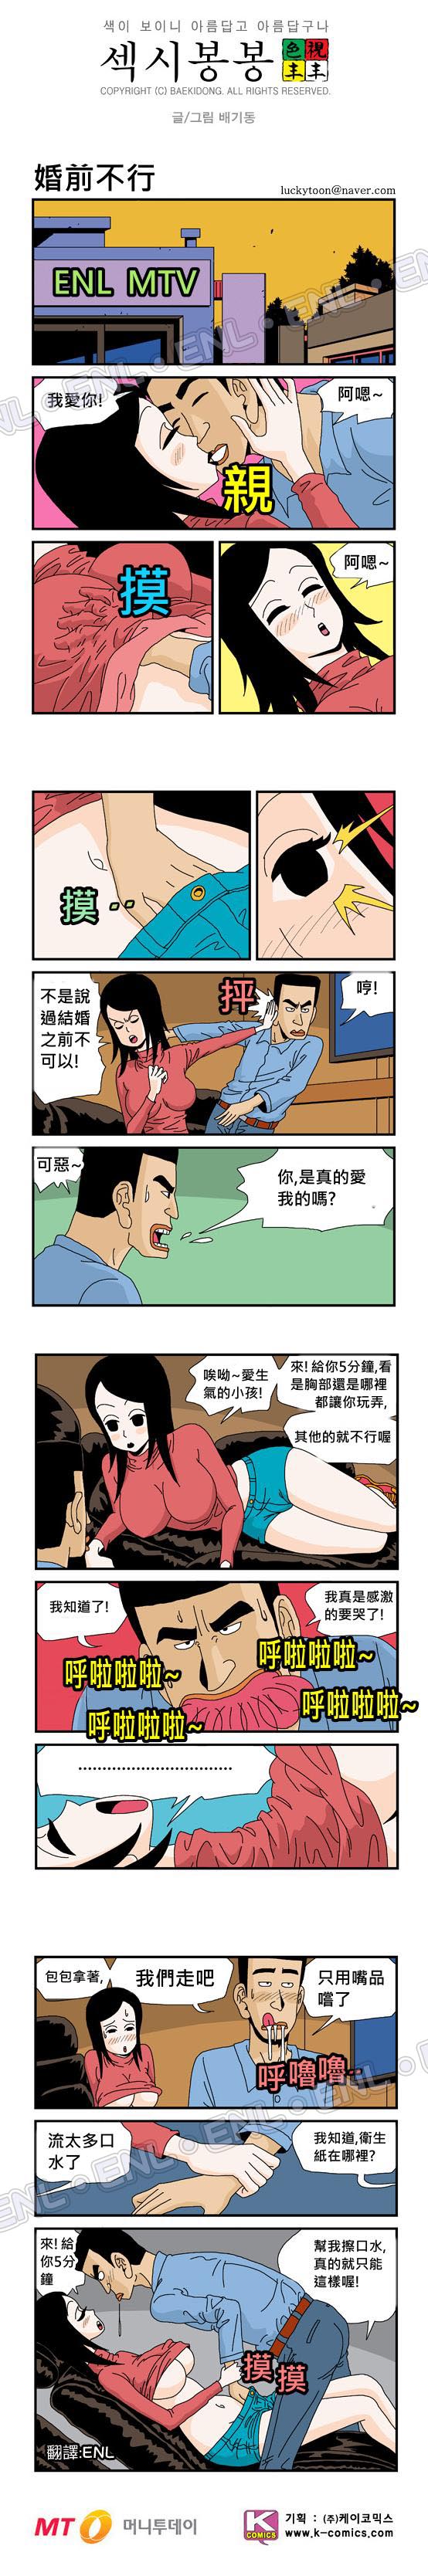 색이 보이니 아름답고 아름답구나
섹시봉봉
色視
主主
COPYRIGHT (C) BAEKIDONG. ALL RIGHTS RESERVED.
글/그림 배기동
婚前不行
luckytoon@naver.com
ENL MTV
我愛你!
阿嗯~
親
摸
阿嗯~
摸..
不是說
過結婚
之前不
可以!
抨
哼!
可惡~
你,是真的愛
我的嗎?
唉呦~愛生
氣的小孩!
來! 給你5分鐘,看
是胸部還是哪裡
都讓你玩弄,
其他的就不行喔
我知道了!
我真是感激
的要哭了!
呼啦啦啦~
呼啦啦啦~
呼啦啦啦~
呼啦啦啦~
................................
包包拿著,
我們走吧
只用嘴品
嚐了
呼嚕嚕..
流太多口
水了
我知道,衛生
紙在哪裡?
來! 給
你5分
鐘
幫我擦口水,
真的就只能
這樣喔!
摸摸
翻譯:ENL
MT 머니투데이
K COMICS
기획 : (주)케이코믹스
www.k-comics.com